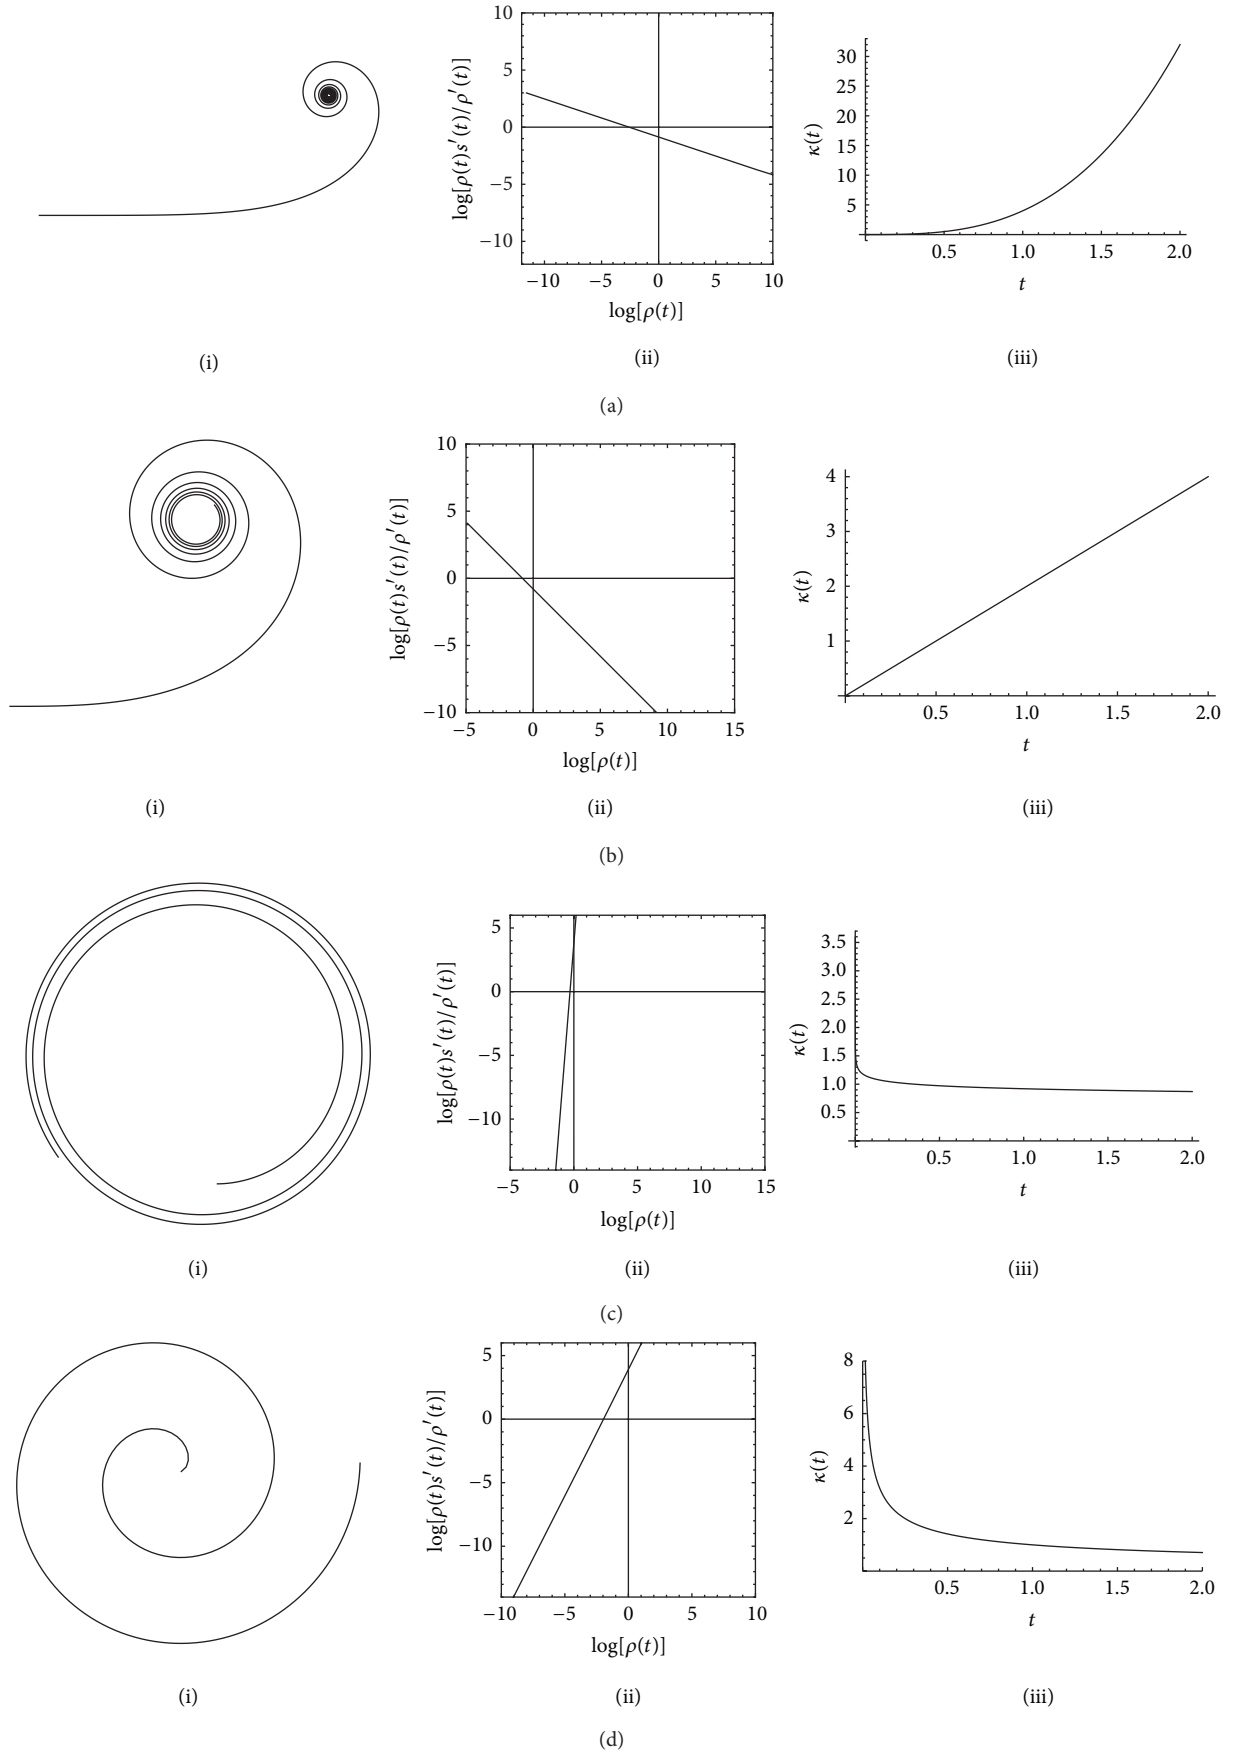 10
5
0
−5
−10
−10 −5 0 5 10
log[ρ(t)s′(t)/ρ′(t)]
log[ρ(t)]
30
25
20
15
10
5
0.5 1.0 1.5 2.0
κ(t)
t
(i)
(ii)
(iii)
(a)
10
5
0
−5
−10
−5 0 5 10 15
log[ρ(t)s′(t)/ρ′(t)]
log[ρ(t)]
4
3
2
1
0.5 1.0 1.5 2.0
κ(t)
t
(i)
(ii)
(iii)
(b)
5
0
−5
−10
−5 0 5 10 15
log[ρ(t)s′(t)/ρ′(t)]
log[ρ(t)]
3.5
3.0
2.5
2.0
1.5
1.0
0.5
0.5 1.0 1.5 2.0
κ(t)
t
(i)
(ii)
(iii)
(c)
5
0
−5
−10
−10 −5 0 5 10
log[ρ(t)s′(t)/ρ′(t)]
log[ρ(t)]
8
6
4
2
0.5 1.0 1.5 2.0
κ(t)
t
(i)
(ii)
(iii)
(d)